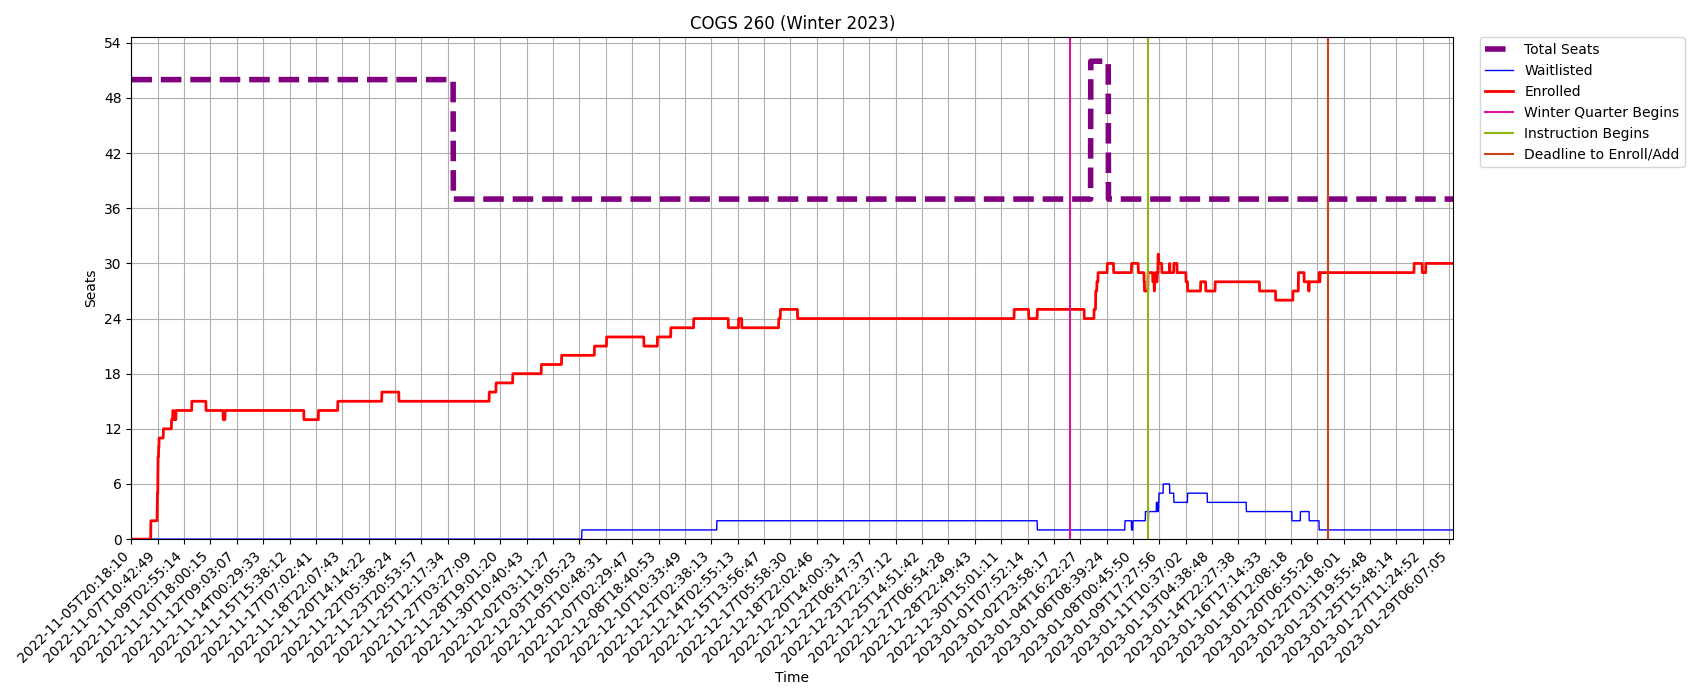 COGS 260 (Winter 2023)
54
48
42
36
30
24
18
12
6
0
Seats
2022-11-05T20:18:10
2022-11-07T10:42:49
2022-11-09T02:55:14
2022-11-10T18:00:15
2022-11-12T09:03:07
2022-11-14T00:29:33
2022-11-15T15:38:12
2022-11-17T07:02:41
2022-11-18T22:07:43
2022-11-20T14:14:22
2022-11-22T05:38:24
2022-11-23T20:53:57
2022-11-25T12:17:34
2022-11-27T03:27:09
2022-11-28T19:01:20
2022-11-30T10:40:43
2022-12-02T03:11:27
2022-12-03T19:05:23
2022-12-05T10:48:31
2022-12-07T02:29:47
2022-12-08T18:40:53
2022-12-10T10:33:49
2022-12-12T02:38:13
2022-12-14T02:55:13
2022-12-15T13:56:47
2022-12-17T05:58:30
2022-12-18T22:02:46
2022-12-20T14:00:31
2022-12-22T06:47:37
2022-12-23T22:37:12
2022-12-25T14:51:42
2022-12-27T06:54:28
2022-12-28T22:49:43
2022-12-30T15:01:11
2023-01-01T07:52:14
2023-01-02T23:58:17
2023-01-04T16:22:27
2023-01-06T08:39:24
2023-01-08T00:45:50
2023-01-09T17:27:56
2023-01-11T10:37:02
2023-01-13T04:38:48
2023-01-14T22:27:38
2023-01-16T17:14:33
2023-01-18T12:08:18
2023-01-20T06:55:26
2023-01-22T01:18:01
2023-01-23T19:55:48
2023-01-25T15:48:14
2023-01-27T11:24:52
2023-01-29T06:07:05
Time
Total Seats
Waitlisted
Enrolled
Winter Quarter Begins
Instruction Begins
Deadline to Enroll/Add